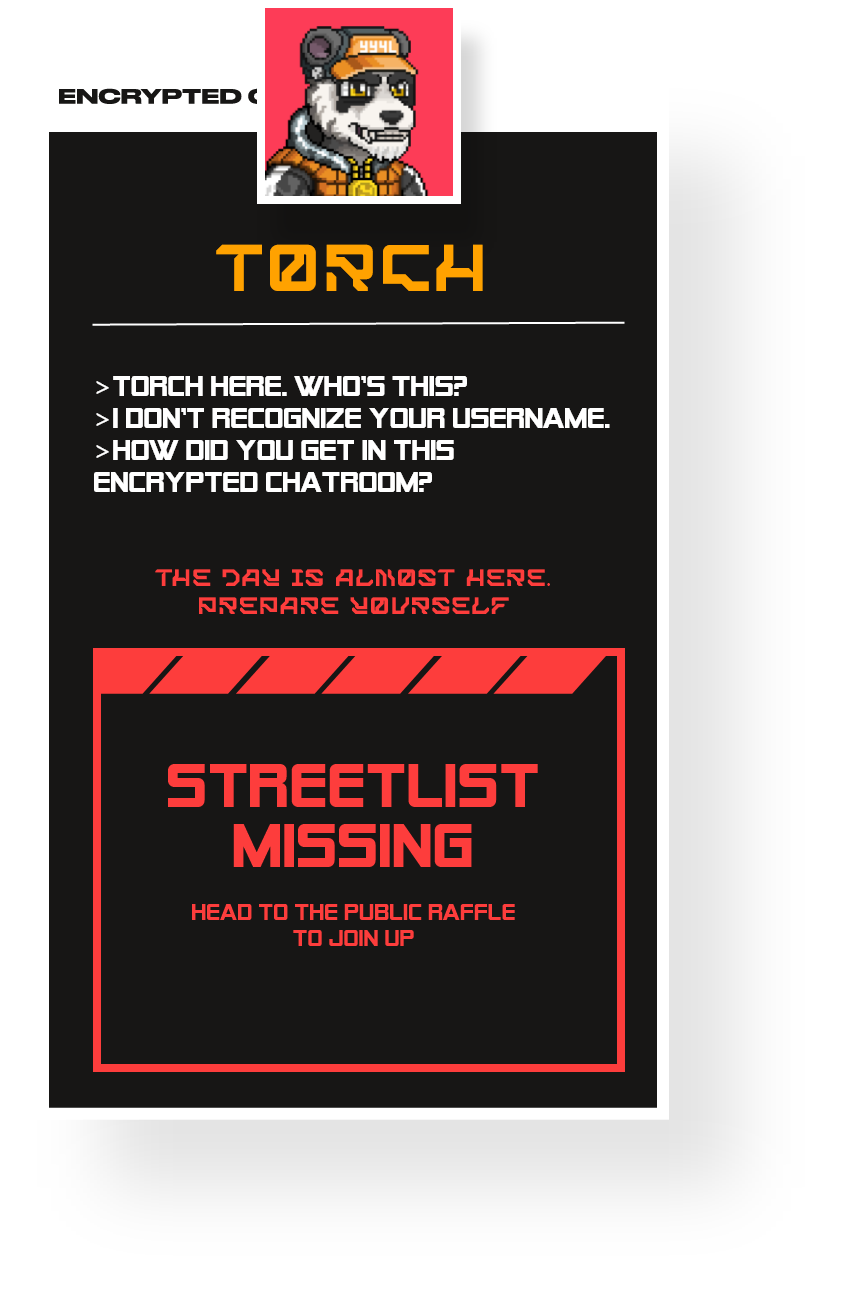 ENCRYPTED
TORCH
>TORCH HERE. WHO'S THIS?
>I DON'T RECOGNIZE YOUR USERNAME.
>HOW DID YOU GET IN THIS
ENCRYPTED CHATROOM?
THE DAY IS ALMOST HERE.
PREPARE YOURSELF
STREETLIST
MISSING
HEAD TO THE PUBLIC RAFFLE
TO JOIN UP